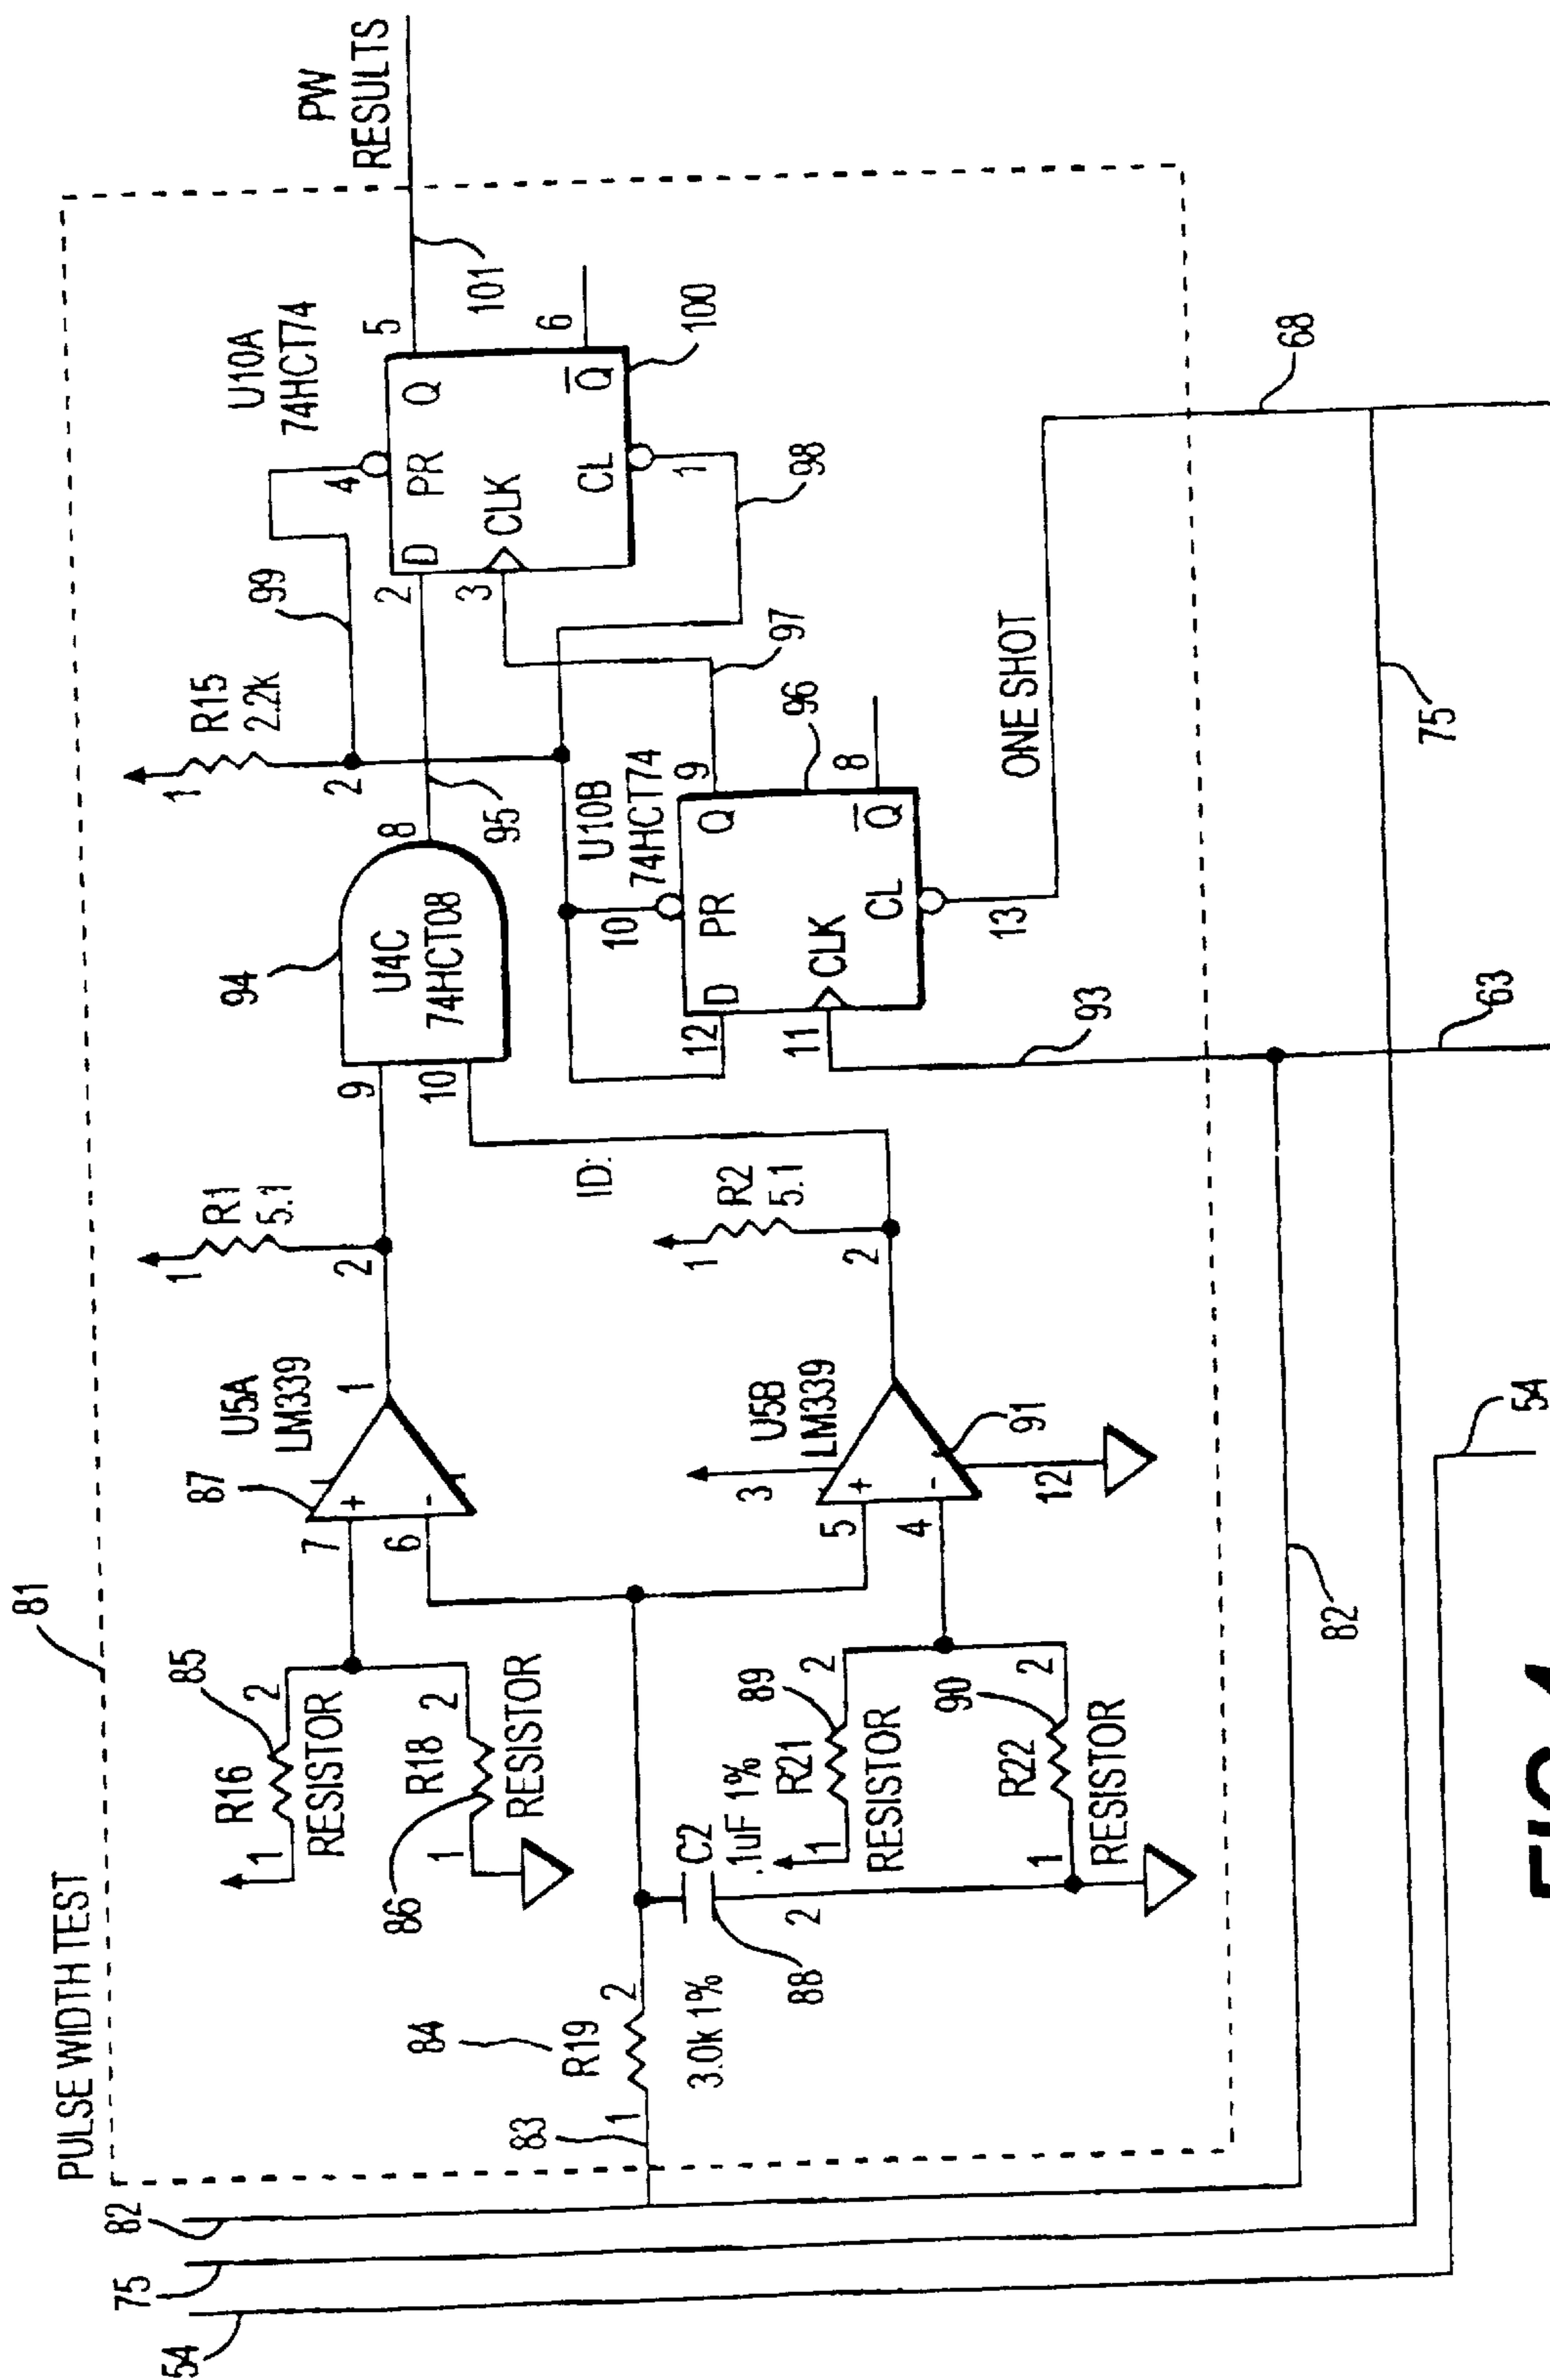 PULSE WIDTH TEST
81
82
75
54
83
1
84
R19
2
3.0k 1%
88
C2
.1uF 1%
2
R16
1
2
85
RESISTOR
R18
86
1
2
RESISTOR
R21
1
2
89
RESISTOR
R22
90
1
2
RESISTOR
87
U5A
LM339
7
+
6
-
1
U5B
LM339
3
5
+
4
-
12
91
1
R1
5.1
2
1
R2
5.1
2
ID:
94
9
10
U4C
74HCT08
8
95
1
R15
2.2k
2
99
U10B
74HCT74
10
12
11
D
PR
CLK
CL
Q
Q
9
8
96
13
93
97
98
ONE SHOT
U10A
74HCT74
4
2
3
D
PR
CLK
CL
Q
Q
5
6
1
100
101
PW
RESULTS
82
54
63
75
68